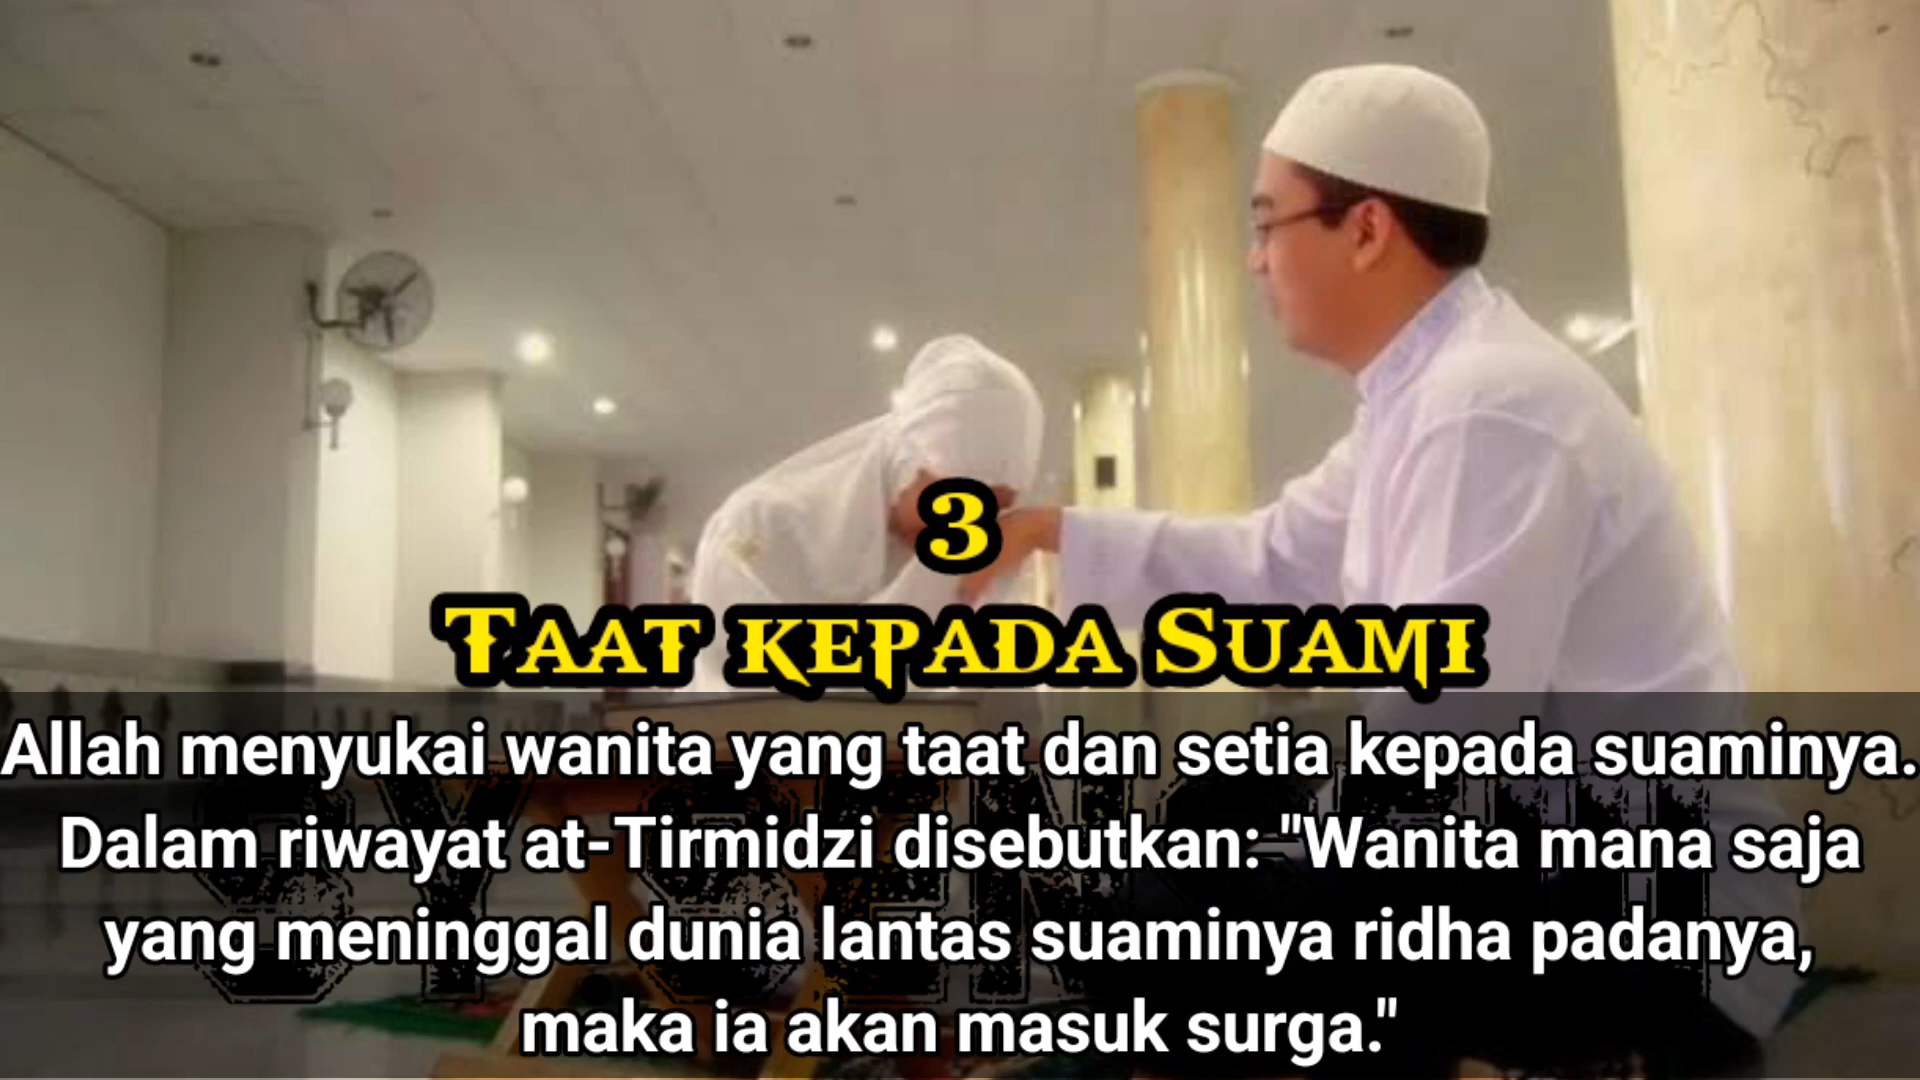 3
Taat kepada Suami
Allah menyukai wanita yang taat dan setia kepada suaminya.
Dalam riwayat at-Tirmidzi disebutkan: "Wanita mana saja
yang meninggal dunia lantas suaminya ridha padanya,
maka ia akan masuk surga."